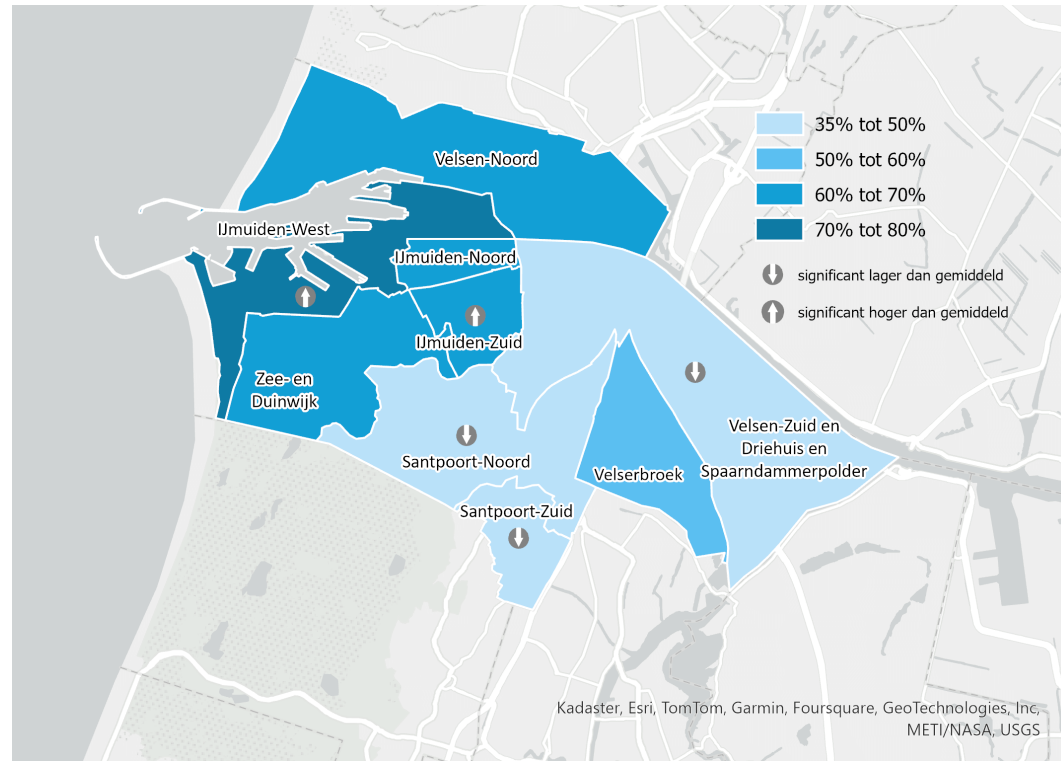 Velsen-Noord
IJmuiden-West
IJmuiden-Noord
IJmuiden-Zuid
Zee- en
Duinwijk
Santpoort-Noord
Santpoort-Zuid
Velserbroek
Velsen-Zuid en
Driehuis en
Spaarndammerpolder
35% tot 50%
50% tot 60%
60% tot 70%
70% tot 80%
significant lager dan gemiddeld
significant hoger dan gemiddeld
Kadaster, Esri, TomTom, Garmin, Foursquare, GeoTechnologies, Inc,
METI/NASA, USGS